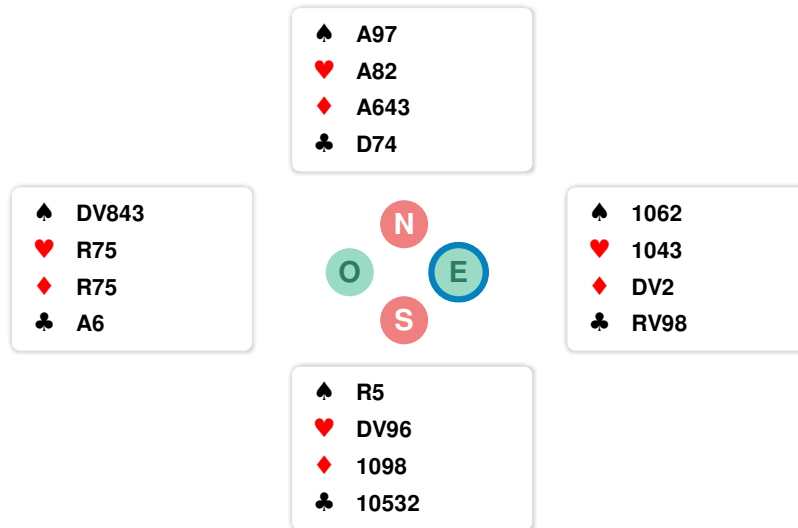 ♠ A97
♥ A82
♦ A643
♣ D74
♠ DV843
♥ R75
♦ R75
♣ A6
N
O E
S
♠ 1062
♥ 1043
♦ DV2
♣ RV98
♠ R5
♥ DV96
♦ 1098
♣ 10532